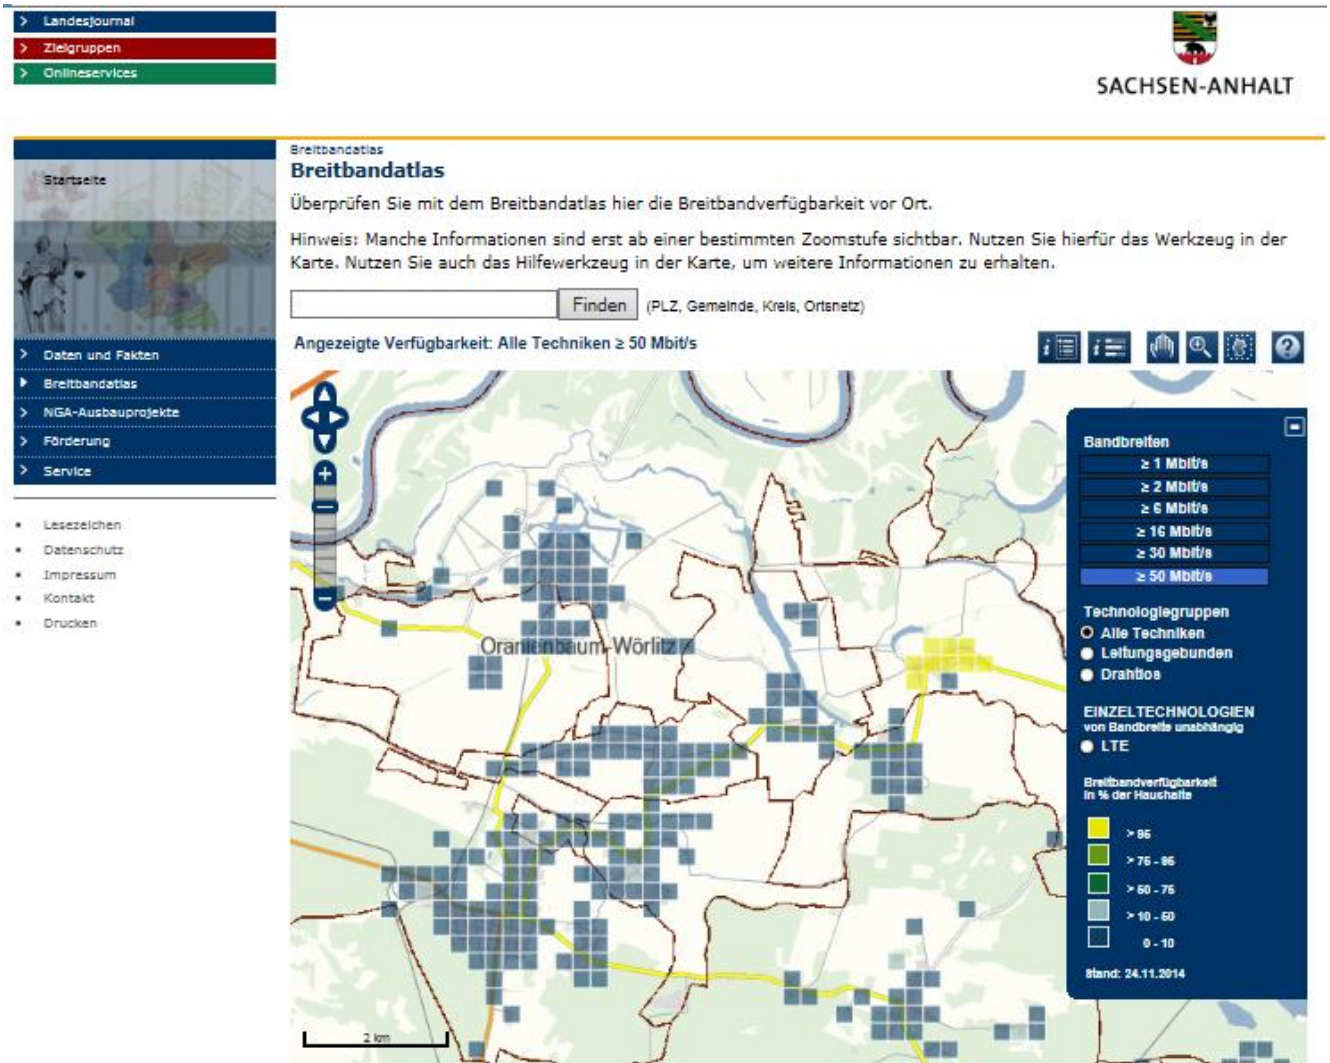 Landesjournal
Zielgruppen
Onlineservices
SACHSEN-ANHALT
Startseite
Daten und Fakten
Breitbandatlas
NGA-Ausbauprojekte
Förderung
Service
Lesezeichen
Datenschutz
Impressum
Kontakt
Drucken
Breitbandatlas
Breitbandatlas
Überprüfen Sie mit dem Breitbandatlas hier die Breitbandverfügbarkeit vor Ort.
Hinweis: Manche Informationen sind erst ab einer bestimmten Zoomstufe sichtbar. Nutzen Sie hierfür das Werkzeug in der
Karte. Nutzen Sie auch das Hilfewerkzeug in der Karte, um weitere Informationen zu erhalten.
Finden (PLZ, Gemeinde, Kreis, Ortsnetz)
Angezeigte Verfügbarkeit: Alle Techniken ≥ 50 Mbit/s
Oranienbaum-Wörlitz
2 km
Bandbreiten
≥ 1 Mbit/s
≥ 2 Mbit/s
≥ 6 Mbit/s
≥ 16 Mbit/s
≥ 30 Mbit/s
≥ 50 Mbit/s
Technologiegruppen
Alle Techniken
Leitungsgebunden
Drahtlos
EINZELTECHNOLOGIEN
von Bandbreite unabhängig
LTE
Breitbandverfügbarkeit
in % der Haushalte
> 95
> 75 - 95
> 50 - 75
> 10 - 50
0 - 10
Stand: 24.11.2014